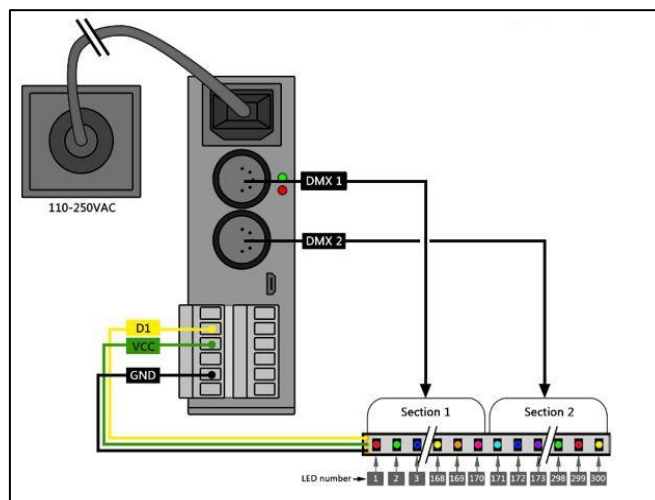 110-250VAC
DMX 1
DMX 2
D1
VCC
GND
Section 1
Section 2
LED number
1 2 3 168 169 170 171 172 173 298 299 300